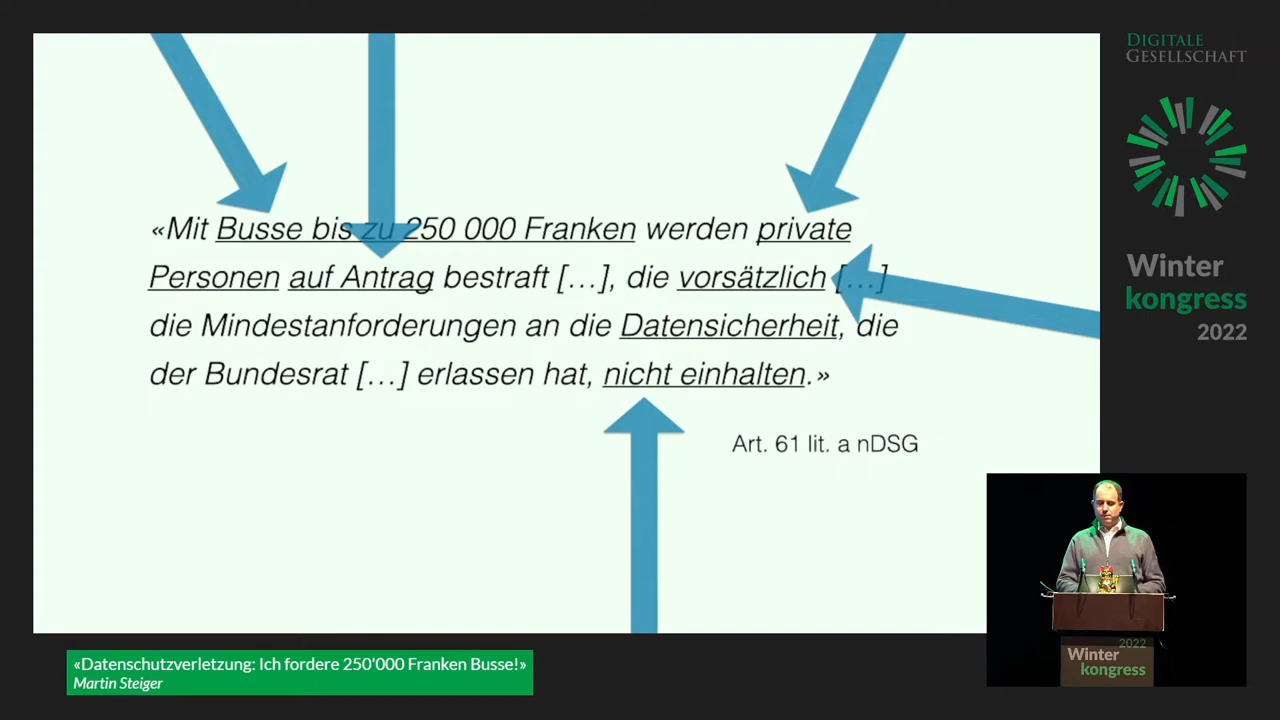 «Mit Busse bis zu 250 000 Franken werden private
Personen auf Antrag bestraft […], die vorsätzlich […]
die Mindestanforderungen an die Datensicherheit, die
der Bundesrat […] erlassen hat, nicht einhalten.»
Art. 61 lit. a nDSG
DIGITALE
GESELLSCHAFT
Winter
kongress
2022
2022
Winter
kongress
«Datenschutzverletzung: Ich fordere 250'000 Franken Busse!»
Martin Steiger